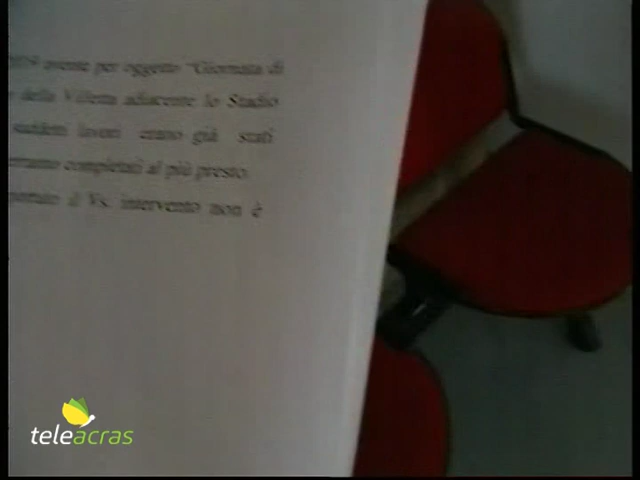 avente per oggetto "Giornata di
della Villetta adiacente lo Stadio
suddetti lavori erano già stati
verranno completati al più presto.
il Vs. intervento non è
teleacras